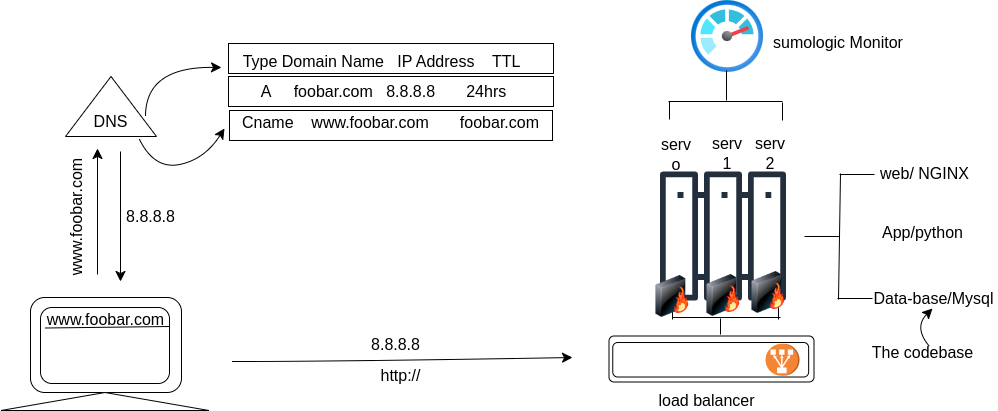 sumologic Monitor
Type Domain Name IP Address TTL
A foobar.com 8.8.8.8 24hrs
Cname www.foobar.com foobar.com
DNS
www.foobar.com
8.8.8.8
serv
o
serv
1
serv
2
web/ NGINX
App/python
Data-base/Mysql
The codebase
www.foobar.com
8.8.8.8
http://
load balancer